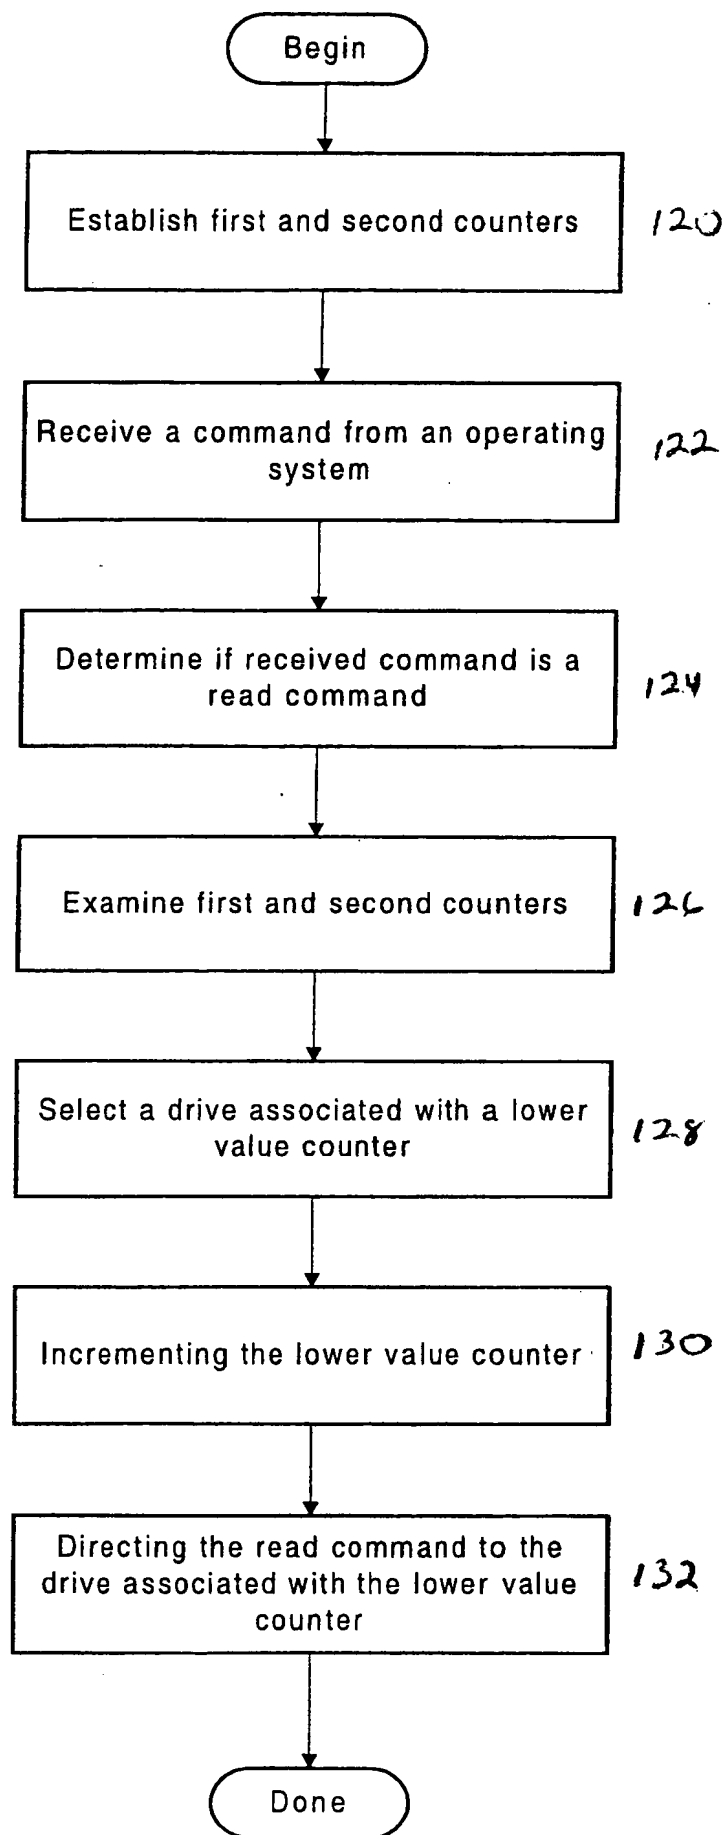 Begin
Establish first and second counters
120
Receive a command from an operating
system
122
Determine if received command is a
read command
124
Examine first and second counters
126
Select a drive associated with a lower
value counter
128
Incrementing the lower value counter
130
Directing the read command to the
drive associated with the lower value
counter
132
Done